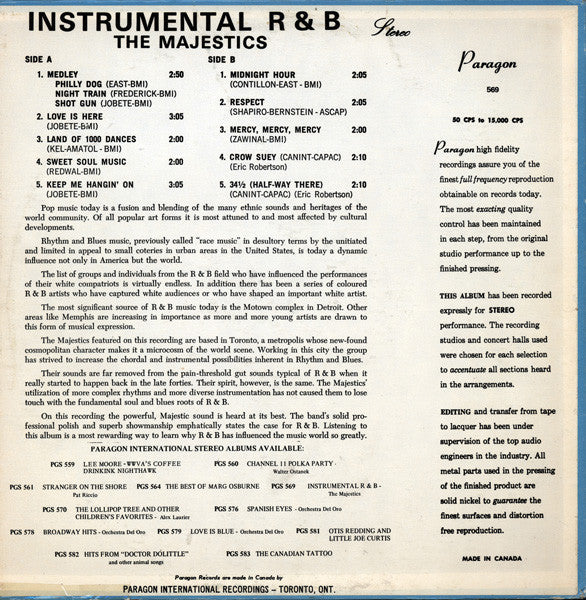 INSTRUMENTAL R & B
THE MAJESTICS
Stereo
SIDE A
1. MEDLEY 2:50
PHILLY DOG (EAST-BMI)
NIGHT TRAIN (FREDERICK-BMI)
SHOT GUN (JOBETE-BMI)
2. LOVE IS HERE 3:05
(JOBETE-BMI)
3. LAND OF 1000 DANCES 2:00
(KEL-AMATOL - BMI)
4. SWEET SOUL MUSIC 2:00
(REDWAL-BMI)
5. KEEP ME HANGIN' ON 3:05
(JOBETE-BMI)
SIDE B
1. MIDNIGHT HOUR 2:05
(CONTILLON-EAST - BMI)
2. RESPECT 2:05
(SHAPIRO-BERNSTEIN - ASCAP)
3. MERCY, MERCY, MERCY 2:00
(ZAWINAL-BMI)
4. CROW SUEY (CANINT-CAPAC) 2:10
(Eric Robertson)
5. 34½ (HALF-WAY THERE) 2:10
(CANINT-CAPAC) (Eric Robertson)
Pop music today is a fusion and blending of the many ethnic sounds and heritages of the
world community. Of all popular art forms it is most attuned to and most affected by cultural
developments.
Rhythm and Blues music, previously called "race music" in desultory terms by the unitiated
and limited in appeal to small coteries in urban areas in the United States, is today a dynamic
influence not only in America but the world.
The list of groups and individuals from the R & B field who have influenced the performances
of their white compatriots is virtually endless. In addition there has been a series of coloured
R & B artists who have captured white audiences or who have shaped an important white artist.
The most significant source of R & B music today is the Motown complex in Detroit. Other
areas like Memphis are increasing in importance as more and more young artists are drawn to
this form of musical expression.
The Majestics featured on this recording are based in Toronto, a metropolis whose new-found
cosmopolitan character makes it a microcosm of the world scene. Working in this city the group
has strived to increase the chordal and instrumental possibilities inherent in Rhythm and Blues.
Their sounds are far removed from the pain-threshold gut sounds typical of R & B when it
really started to happen back in the late forties. Their spirit, however, is the same. The Majestics'
utilization of more complex rhythms and more diverse instrumentation has not caused them to lose
touch with the fundamental soul and blues roots of R & B.
On this recording the powerful, Majestic sound is heard at its best. The band's solid pro-
fessional polish and superb showmanship emphatically states the case for R & B. Listening to
this album is a most rewarding way to learn why R & B has influenced the music world so greatly.
PARAGON INTERNATIONAL STEREO ALBUMS AVAILABLE:
PGS 559 LEE MOORE - WWVA'S COFFEE DRINKINK NIGHTHAWK
PGS 560 CHANNEL 11 POLKA PARTY - Walter Ostanek
PGS 561 STRANGER ON THE SHORE Pat Riccio
PGS 564 THE BEST OF MARG OSBURNE
PGS 569 INSTRUMENTAL R & B - The Majestics
PGS 570 THE LOLLIPOP TREE AND OTHER CHILDREN'S FAVORITES - Alex Laurier
PGS 576 SPANISH EYES - Orchestra Del Oro
PGS 578 BROADWAY HITS - Orchestra Del Oro
PGS 579 LOVE IS BLUE - Orchestra Del Oro
PGS 581 OTIS REDDING AND LITTLE JOE CURTIS
PGS 582 HITS FROM "DOCTOR DOLITTLE" and other animal songs
PGS 583 THE CANADIAN TATTOO
Paragon Records are made in Canada by
PARAGON INTERNATIONAL RECORDINGS – TORONTO, ONT.
Paragon
569
50 CPS to 15,000 CPS
Paragon high fidelity
recordings assure you of the
finest full frequency reproduction
obtainable on records today.
The most exacting quality
control has been maintained
in each step, from the original
studio performance up to the
finished pressing.
THIS ALBUM has been recorded
expressly for STEREO
performance. The recording
studios and concert halls used
were chosen for each selection
to accentuate all sections heard
in the arrangements.
EDITING and transfer from tape
to lacquer has been under
supervision of the top audio
engineers in the industry. All
metal parts used in the pressing
of the finished product are
solid nickel to guarantee the
finest surfaces and distortion
free reproduction.
MADE IN CANADA